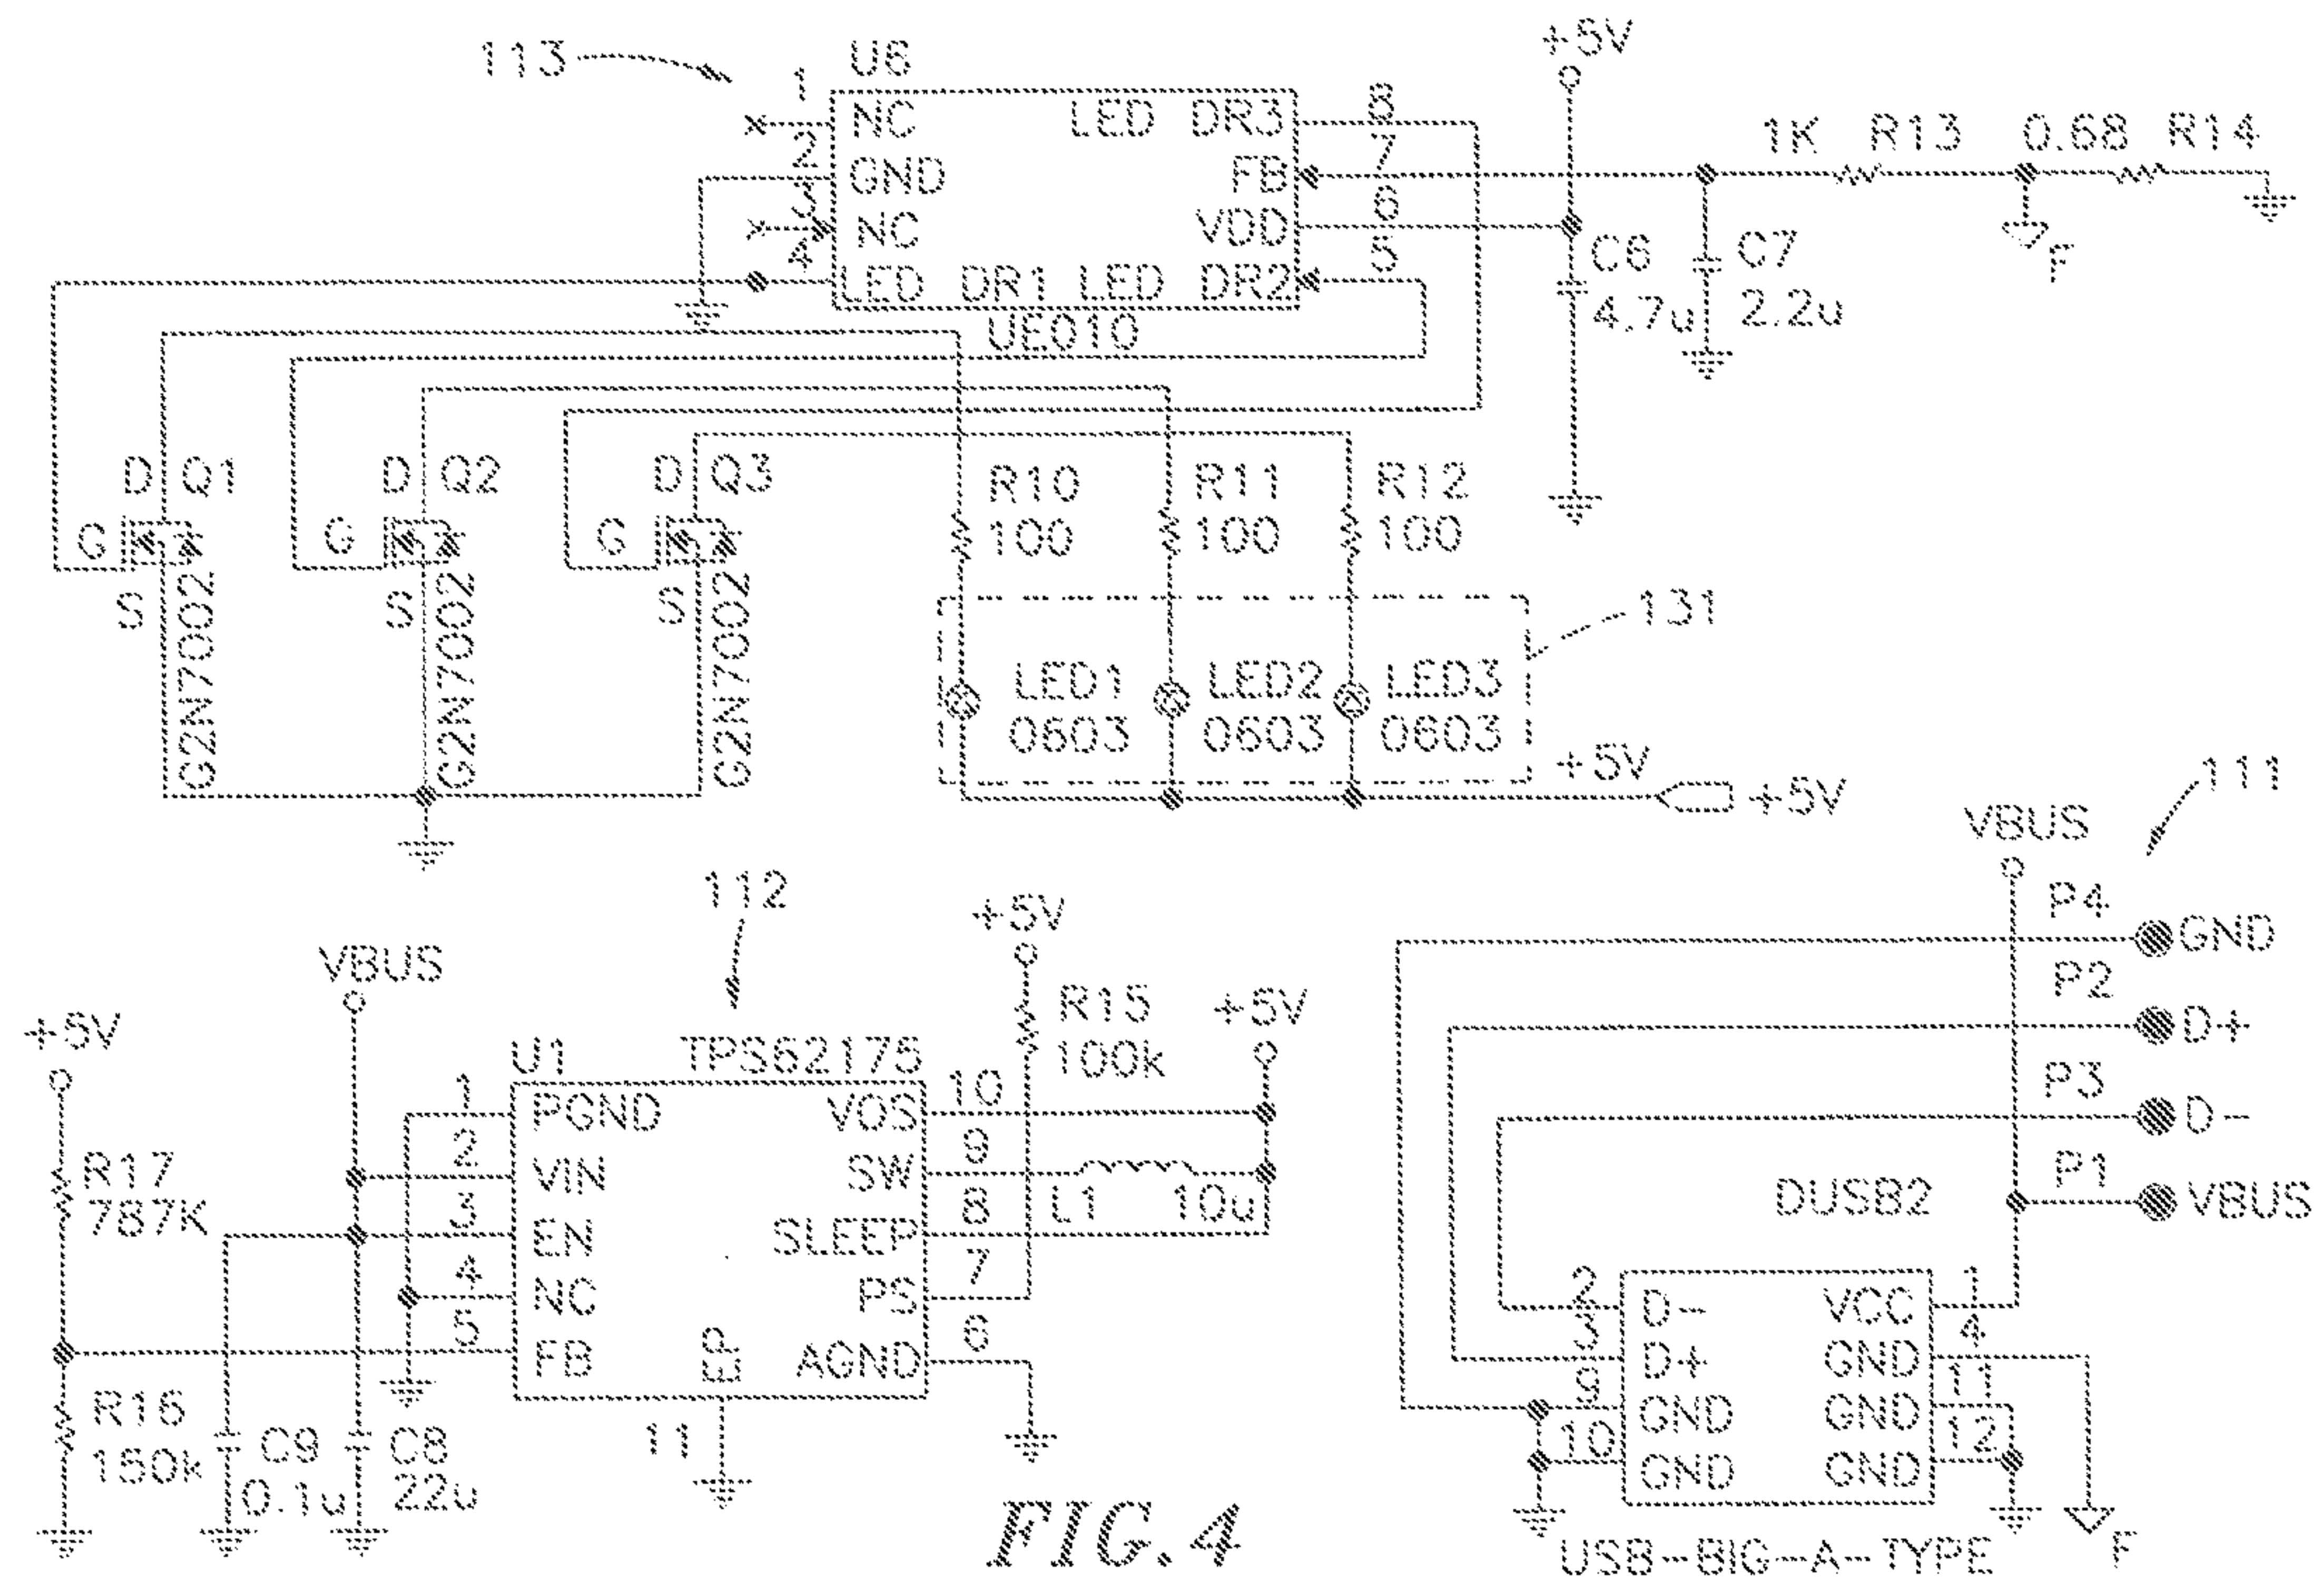 113
U6
+5V
1
NC
LED DR3
8
2
GND
FB
7
1K R13 0.68 R14
3
NC
VDD
6
4
LED DR1 LED DR2
5
UE010
C6
4.7u
C7
2.2u
F
D Q1
D Q2
D Q3
G
G
G
S
S
S
G2N7002
G2N7002
G2N7002
R10
100
R11
100
R12
100
131
LED1
0603
LED2
0603
LED3
0603
+5V
+5V
111
VBUS
P4
GND
P2
D+
P3
D-
P1
VBUS
DUSB2
112
VBUS
+5V
+5V
R15
100k
+5V
U1 TPS62175
1
PGND
VOS
10
2
VIN
SW
9
L1 10u
3
EN
SLEEP
8
4
NC
PS
7
5
FB
EP
AGND
6
11
R17
787K
R16
150k
C9
0.1u
C8
22u
2
D-
VCC
1
3
D+
GND
4
9
GND
GND
11
10
GND
GND
12
F
USB-BIG-A-TYPE
FIG. 4